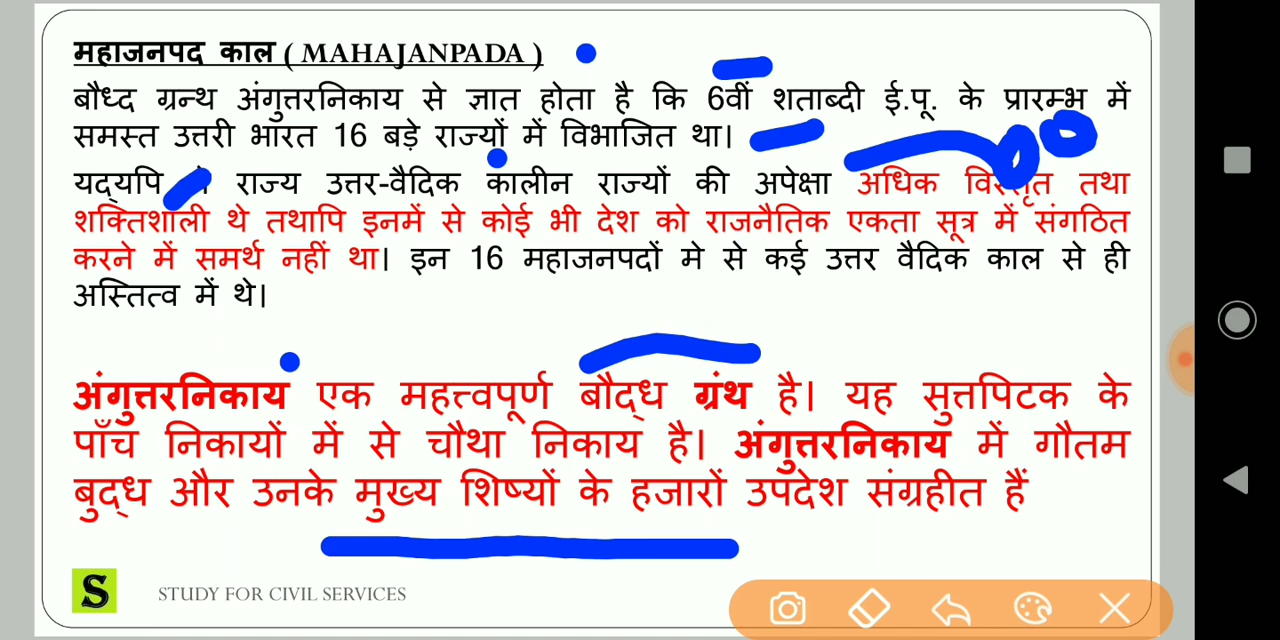 महाजनपद काल ( MAHAJANPADA )
बौध्द ग्रन्थ अंगुत्तरनिकाय से ज्ञात होता है कि 6वीं शताब्दी ई.पू. के प्रारम्भ में
समस्त उत्तरी भारत 16 बड़े राज्यों में विभाजित था।
यद्यपि राज्य उत्तर-वैदिक कालीन राज्यों की अपेक्षा अधिक विस्तृत तथा
शक्तिशाली थे तथापि इनमें से कोई भी देश को राजनैतिक एकता सूत्र में संगठित
करने में समर्थ नहीं था। इन 16 महाजनपदों मे से कई उत्तर वैदिक काल से ही
अस्तित्व में थे।
अंगुत्तरनिकाय एक महत्त्वपूर्ण बौद्ध ग्रंथ है। यह सुत्तपिटक के
पाँच निकायों में से चौथा निकाय है। अंगुत्तरनिकाय में गौतम
बुद्ध और उनके मुख्य शिष्यों के हजारों उपदेश संग्रहीत हैं
S STUDY FOR CIVIL SERVICES